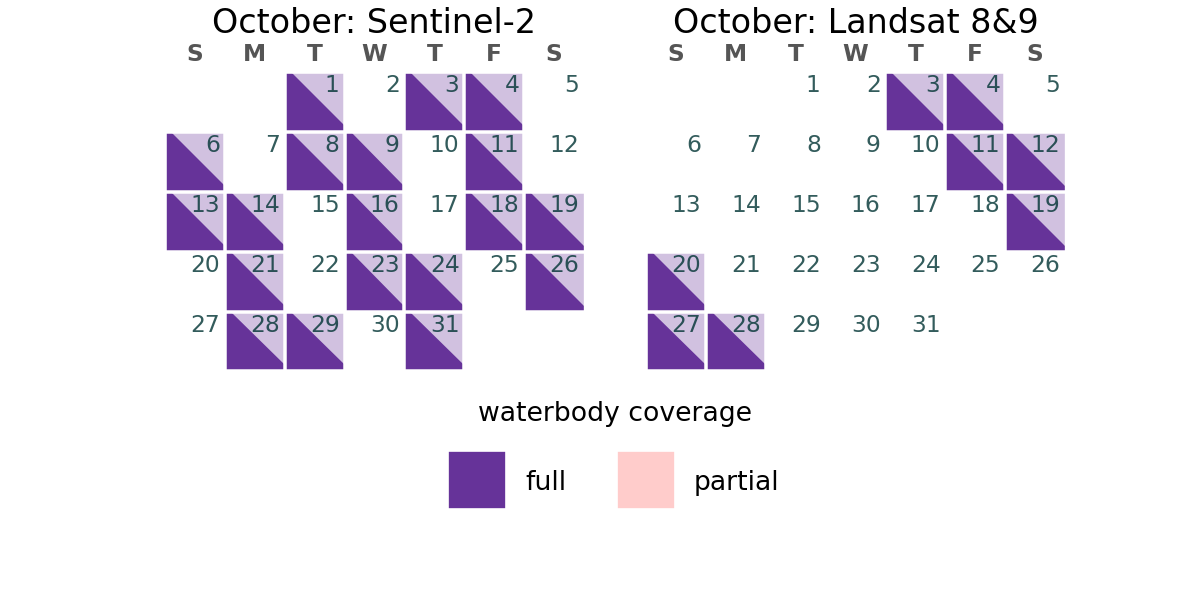 October: Sentinel-2
S M T W T F S
1 2 3 4 5
6 7 8 9 10 11 12
13 14 15 16 17 18 19
20 21 22 23 24 25 26
27 28 29 30 31
October: Landsat 8&9
S M T W T F S
1 2 3 4 5
6 7 8 9 10 11 12
13 14 15 16 17 18 19
20 21 22 23 24 25 26
27 28 29 30 31
waterbody coverage
full partial